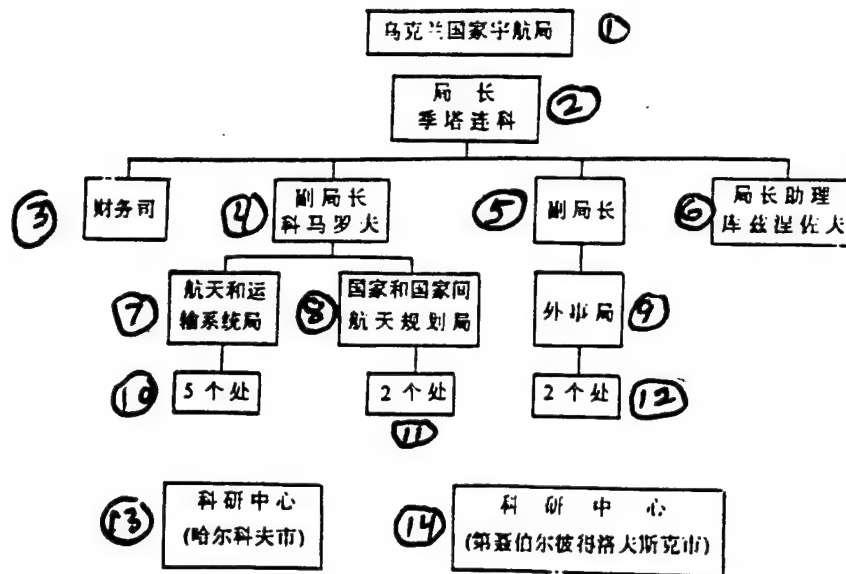 乌克兰国家宇航局 ①
局长 ②
季塔连科
③ 财务司
④ 副局长
科马罗夫
⑤ 副局长
⑥ 局长助理
库兹涅佐夫
⑦ 航天和运
输系统局
⑧ 国家和国家间
航天规划局
外事局 ⑨
⑩ 5个处
2个处
⑪
2个处 ⑫
⑬ 科研中心
(哈尔科夫市)
⑭ 科研中心
(第聂伯尔彼得洛夫斯克市)